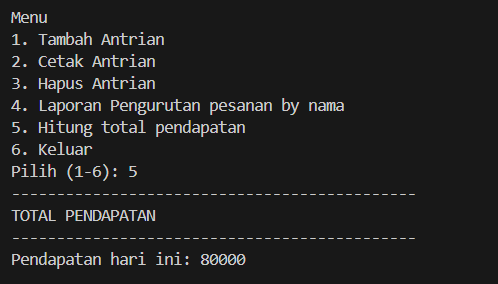 Menu
1. Tambah Antrian
2. Cetak Antrian
3. Hapus Antrian
4. Laporan Pengurutan pesanan by nama
5. Hitung total pendapatan
6. Keluar
Pilih (1-6): 5
---------------------------------------------
TOTAL PENDAPATAN
---------------------------------------------
Pendapatan hari ini: 80000